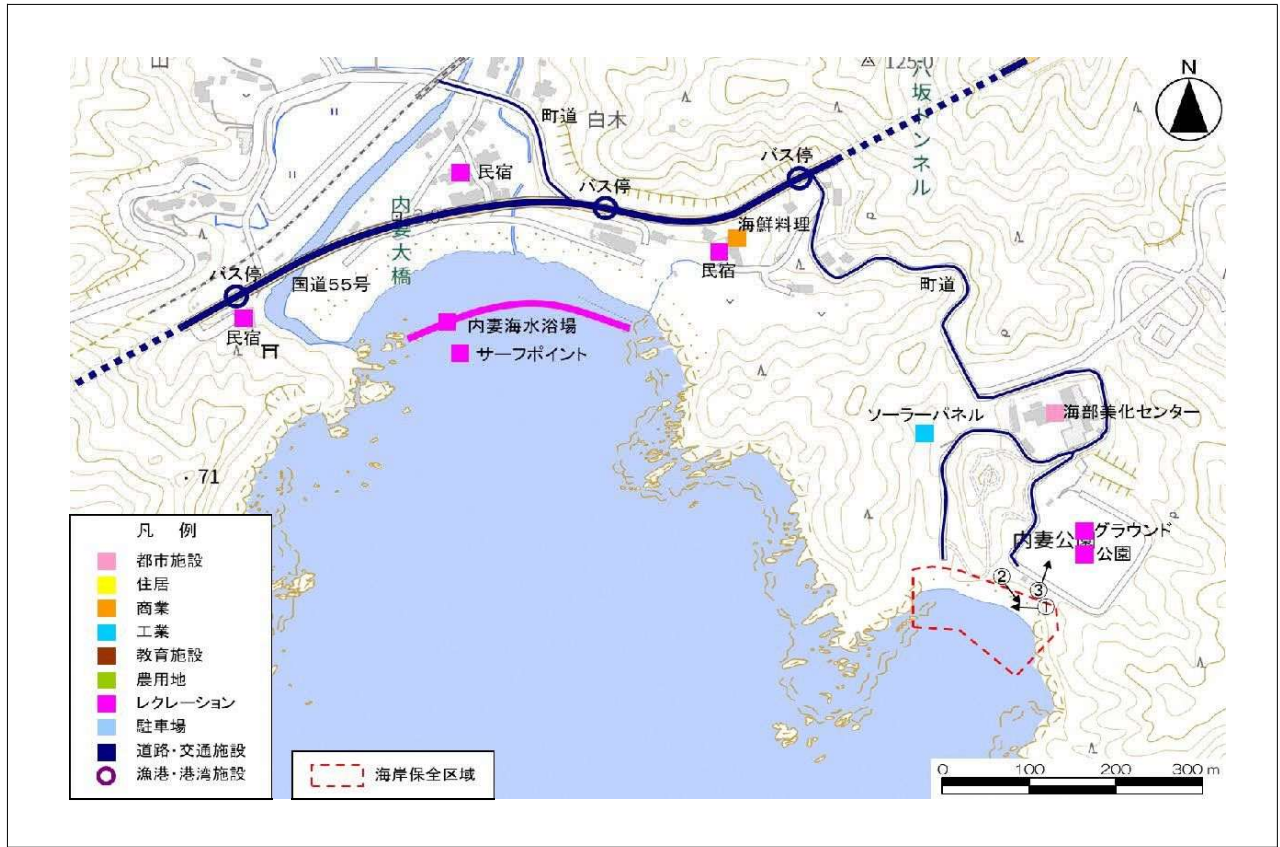 山
125.0
八坂トンネル
N
町道
白木
バス停
民宿
バス停
内妻大橋
海鮮料理
民宿
バス停
国道55号
町道
民宿
内妻海水浴場
サーフポイント
ソーラーパネル
海部美化センター
71
内妻公園
グラウンド
公園
②
③
①
凡 例
都市施設
住居
商業
工業
教育施設
農用地
レクレーション
駐車場
道路・交通施設
漁港・港湾施設
海岸保全区域
0 100 200 300 m